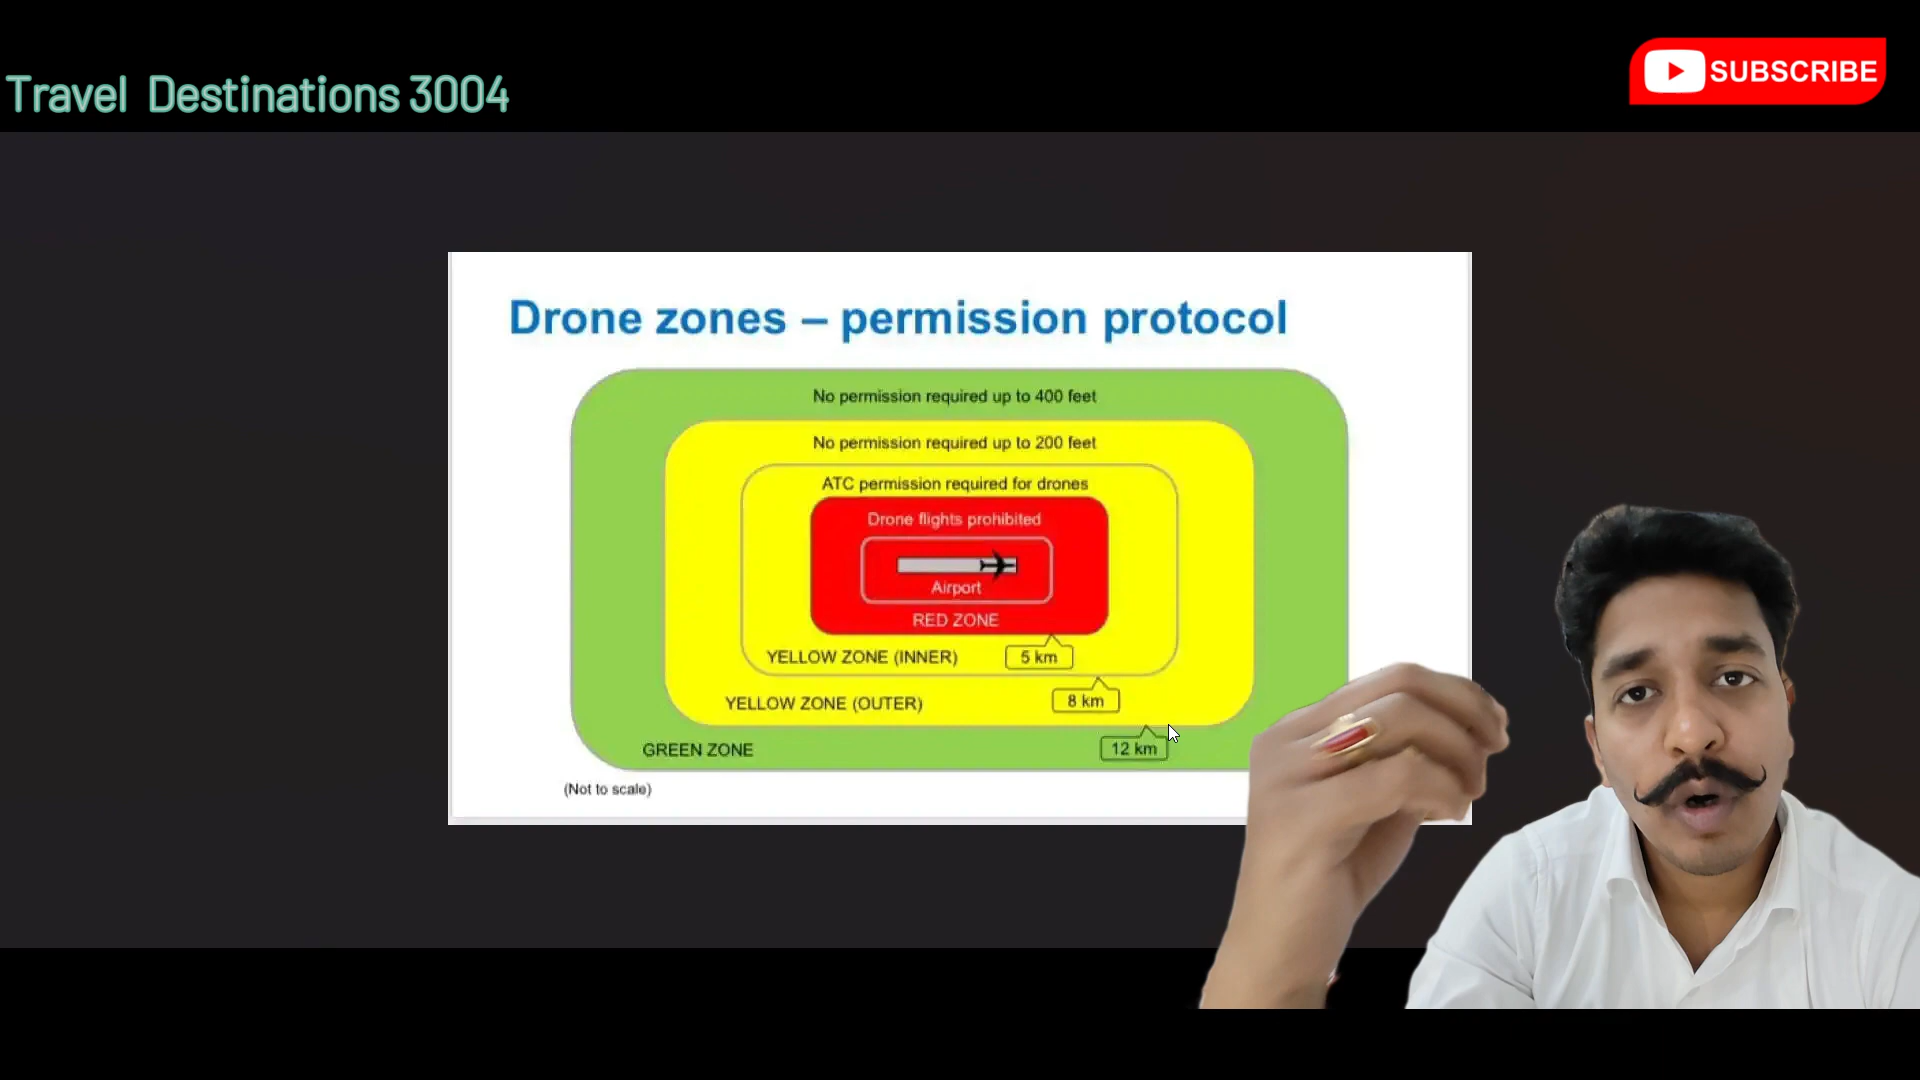 Travel Destinations 3004
SUBSCRIBE
Drone zones – permission protocol
No permission required up to 400 feet
No permission required up to 200 feet
ATC permission required for drones
Drone flights prohibited
Airport
RED ZONE
YELLOW ZONE (INNER)
5 km
YELLOW ZONE (OUTER)
8 km
GREEN ZONE
12 km
(Not to scale)